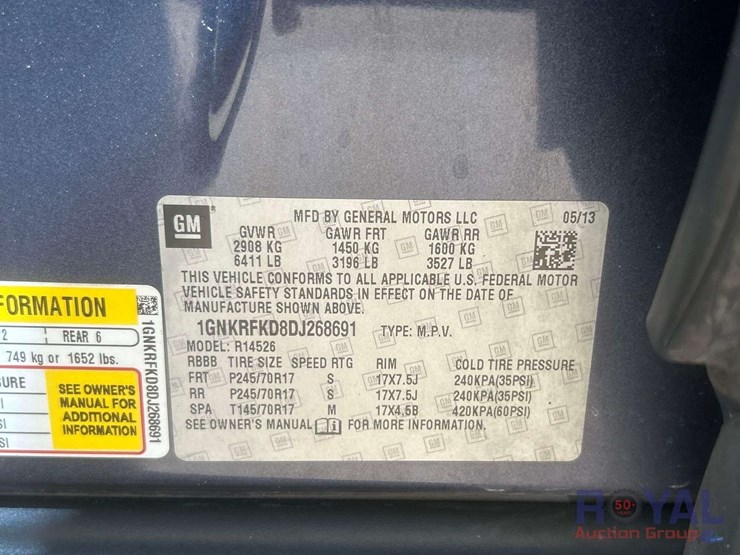 GM
MFD BY GENERAL MOTORS LLC 05/13
GVWR GAWR FRT GAWR RR
2908 KG 1450 KG 1600 KG
6411 LB 3196 LB 3527 LB
THIS VEHICLE CONFORMS TO ALL APPLICABLE U.S. FEDERAL MOTOR
VEHICLE SAFETY STANDARDS IN EFFECT ON THE DATE OF
MANUFACTURE SHOWN ABOVE.
1GNKRFKD8DJ268691 TYPE: M.P.V.
MODEL: R14526
RBBB TIRE SIZE SPEED RTG RIM COLD TIRE PRESSURE
FRT P245/70R17 S 17X7.5J 240KPA(35PSI)
RR P245/70R17 S 17X7.5J 240KPA(35PSI)
SPA T145/70R17 M 17X4.5B 420KPA(60PSI)
SEE OWNER'S MANUAL i FOR MORE INFORMATION.
FORMATION
2 REAR 6
749 kg or 1652 lbs.
URE
SEE OWNER'S
MANUAL FOR
ADDITIONAL
INFORMATION
1GNKRFKD8DJ268691
ROYAL
50
Auction Group